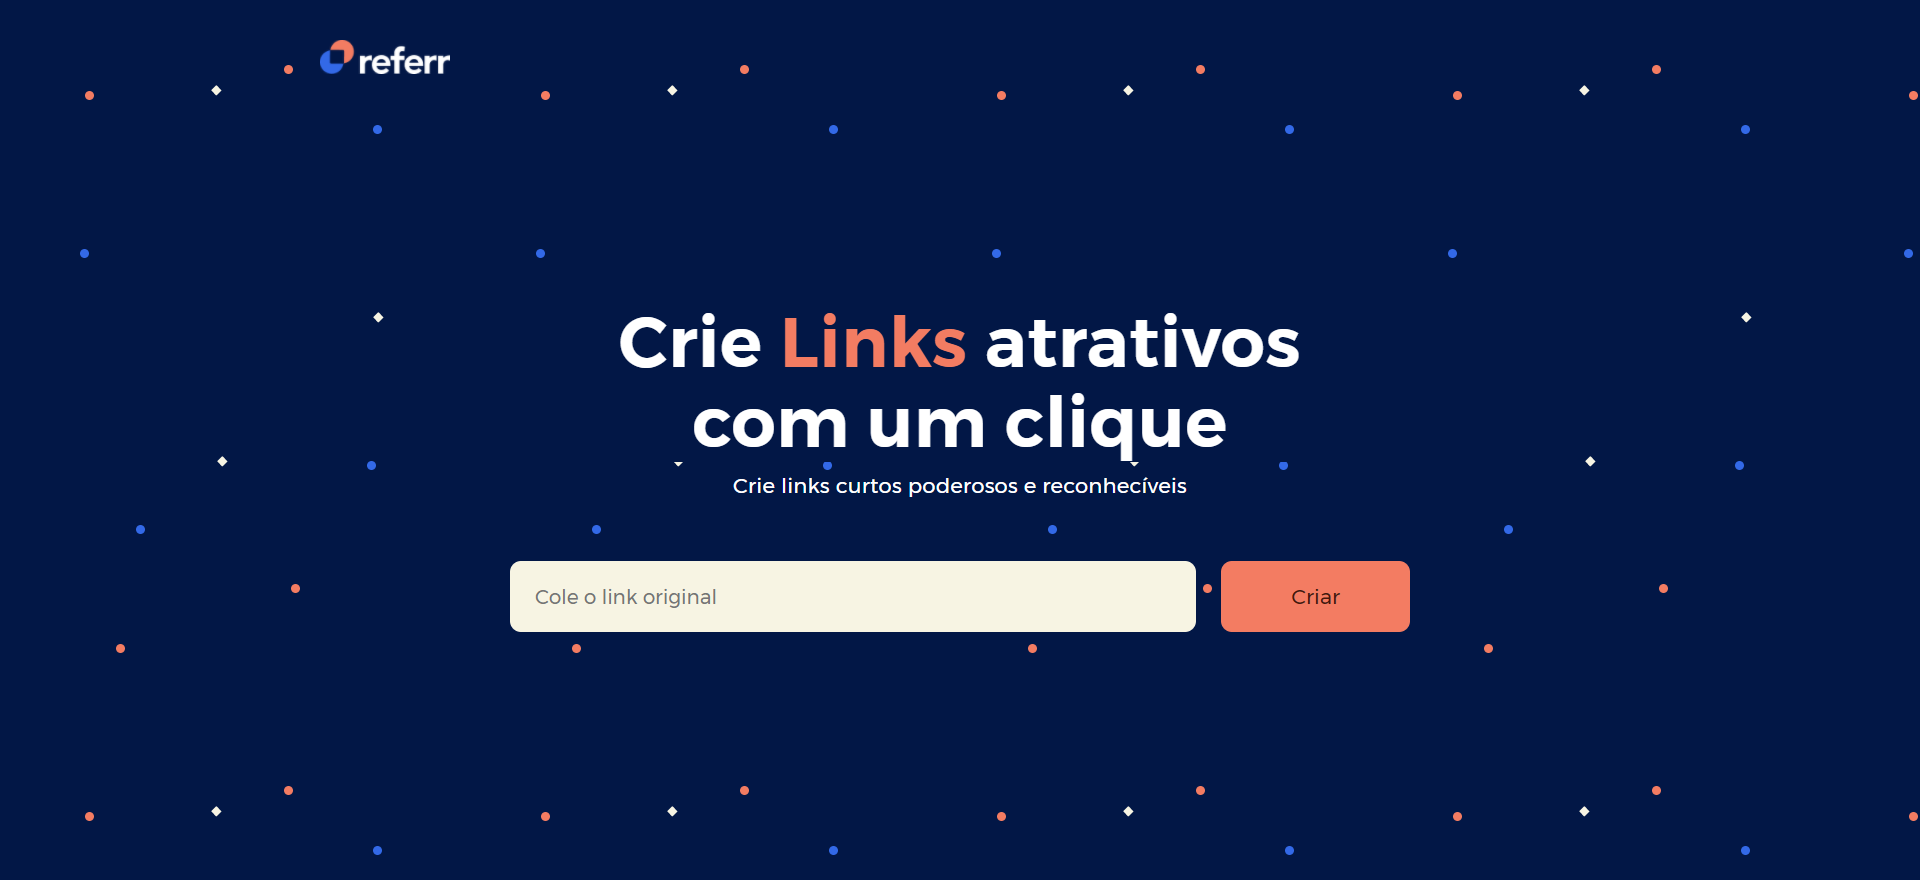 referr
Crie Links atrativos
com um clique
Crie links curtos poderosos e reconhecíveis
Cole o link original
Criar